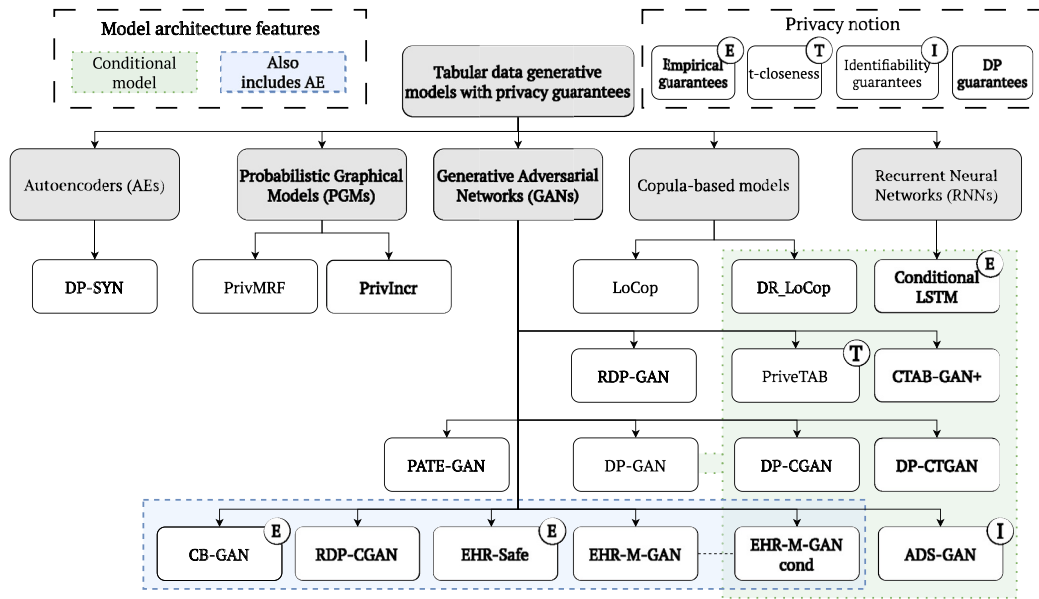 Model architecture features
Conditional
model
Also
includes AE
Tabular data generative
models with privacy guarantees
Privacy notion
E
T
I
Empirical
guarantees
t-closeness
Identifiability
guarantees
DP
guarantees
Autoencoders (AEs)
Probabilistic Graphical
Models (PGMs)
Generative Adversarial
Networks (GANs)
Copula-based models
Recurrent Neural
Networks (RNNs)
DP-SYN
PrivMRF
PrivIncr
LoCop
DR_LoCop
E
Conditional
LSTM
RDP-GAN
T
PriveTAB
CTAB-GAN+
PATE-GAN
DP-GAN
DP-CGAN
DP-CTGAN
E
CB-GAN
RDP-CGAN
E
EHR-Safe
EHR-M-GAN
EHR-M-GAN
cond
I
ADS-GAN